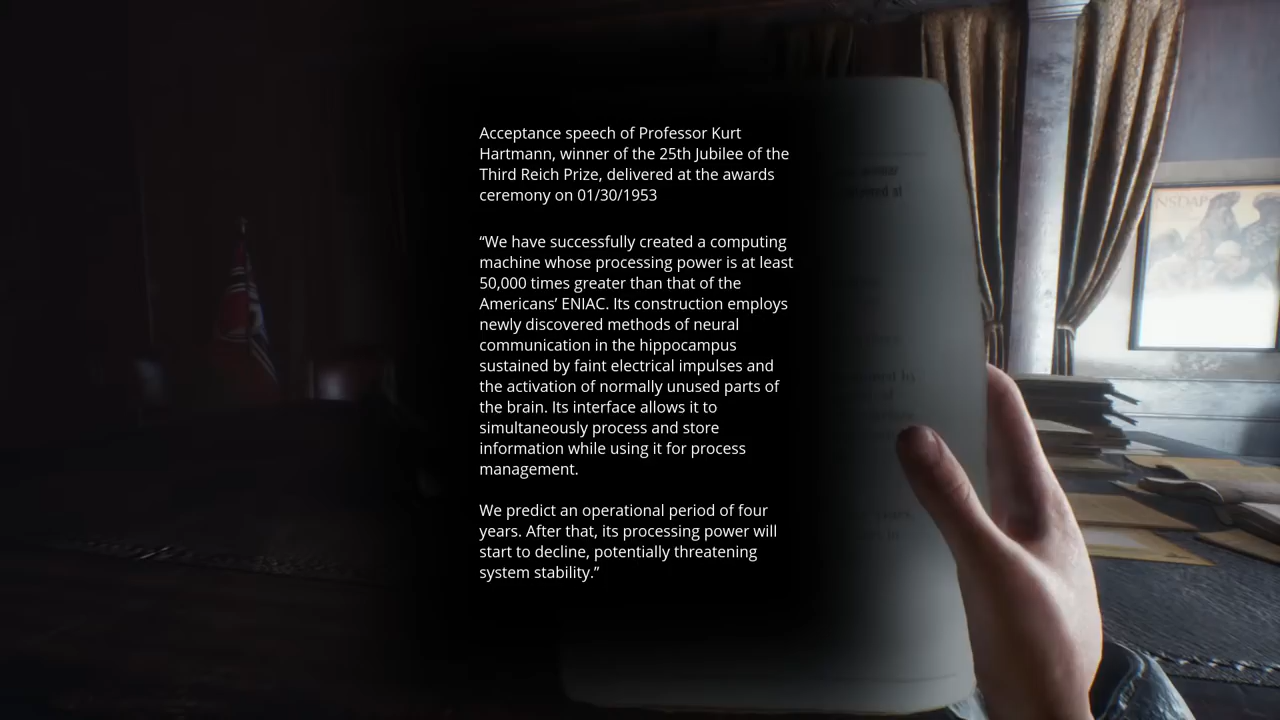 Acceptance speech of Professor Kurt
Hartmann, winner of the 25th Jubilee of the
Third Reich Prize, delivered at the awards
ceremony on 01/30/1953
“We have successfully created a computing
machine whose processing power is at least
50,000 times greater than that of the
Americans’ ENIAC. Its construction employs
newly discovered methods of neural
communication in the hippocampus
sustained by faint electrical impulses and
the activation of normally unused parts of
the brain. Its interface allows it to
simultaneously process and store
information while using it for process
management.
We predict an operational period of four
years. After that, its processing power will
start to decline, potentially threatening
system stability.”
NSDAP